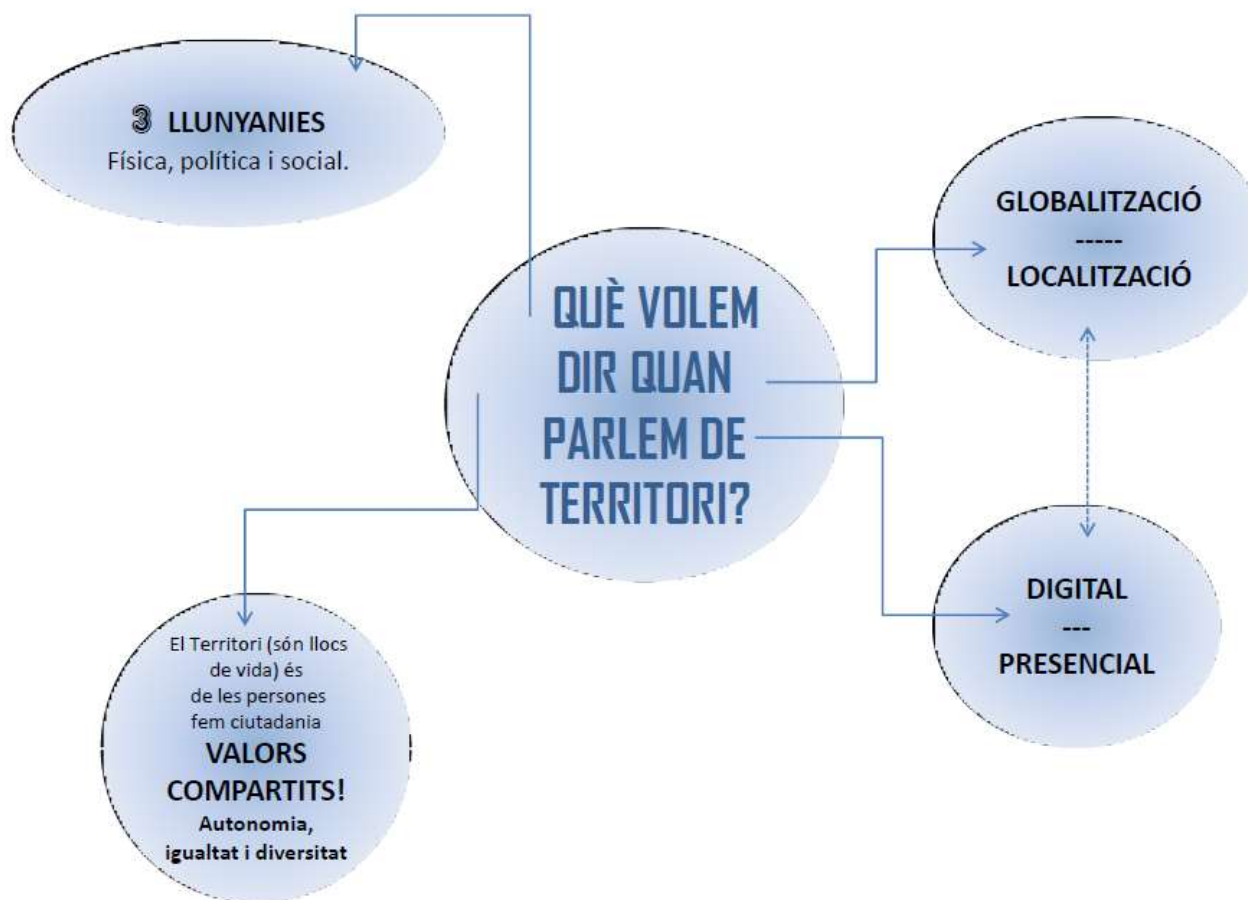 3 LLUNYANIES
Física, política i social.
GLOBALITZACIÓ
-----
LOCALITZACIÓ
QUÈ VOLEM
DIR QUAN
PARLEM DE
TERRITORI?
DIGITAL
---
PRESENCIAL
El Territori (són llocs
de vida) és
de les persones
fem ciutadania
VALORS
COMPARTITS!
Autonomia,
igualtat i diversitat